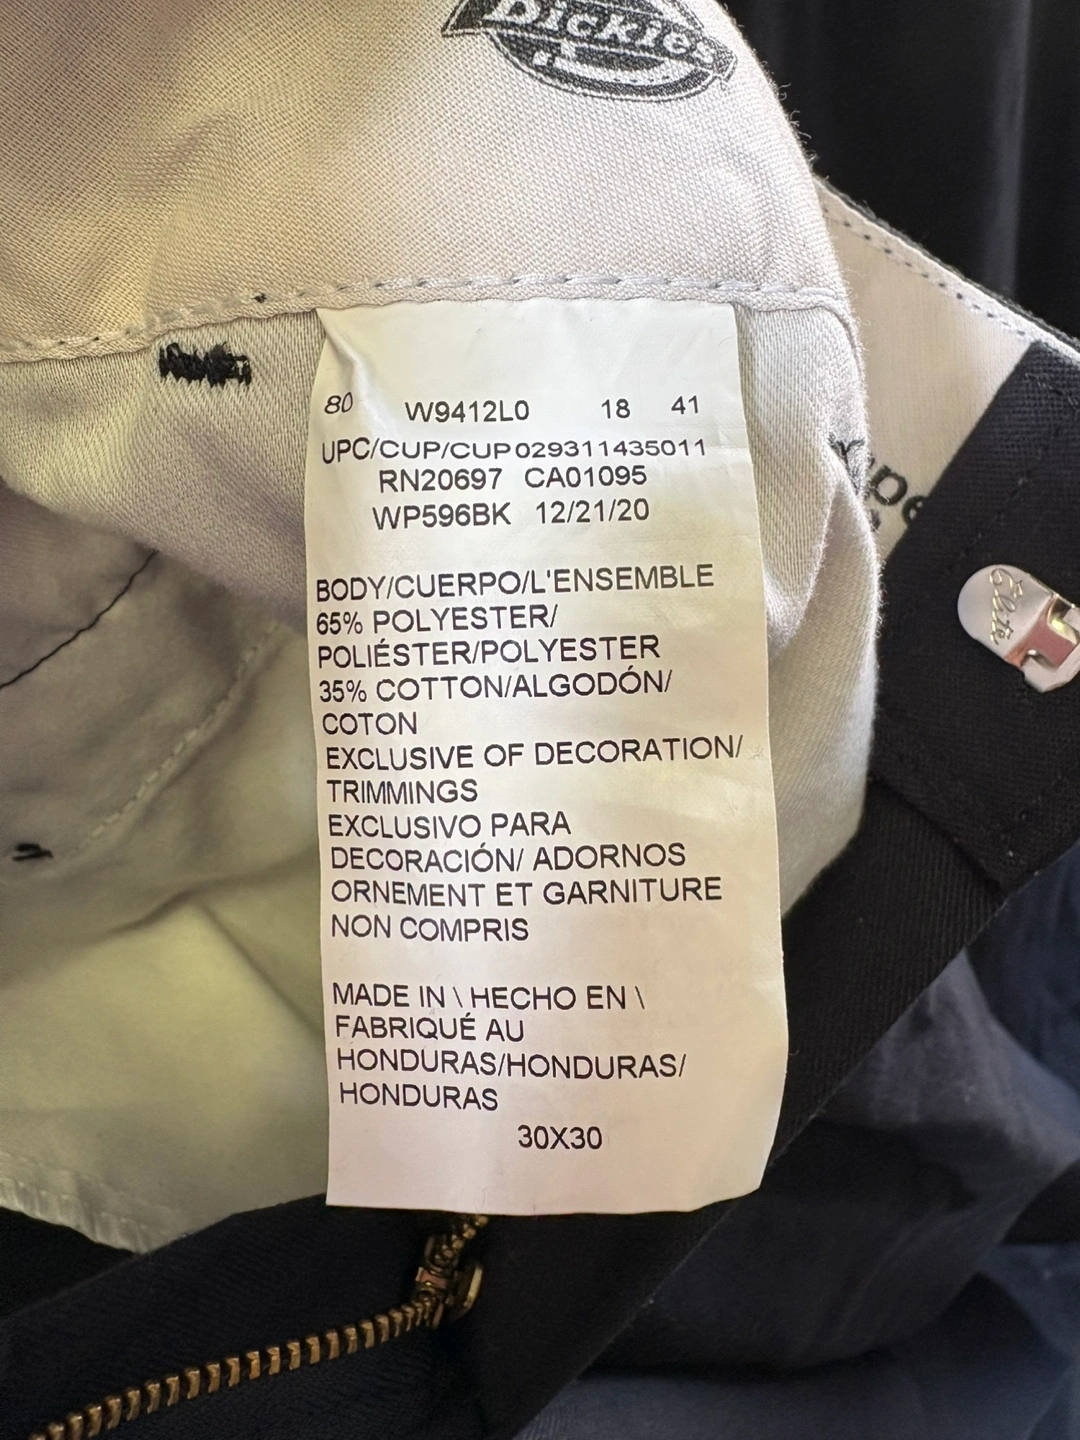 Dickies
80 W9412L0 18 41
UPC/CUP/CUP 029311435011
RN20697 CA01095
WP596BK 12/21/20
BODY/CUERPO/L'ENSEMBLE
65% POLYESTER/
POLIÉSTER/POLYESTER
35% COTTON/ALGODÓN/
COTON
EXCLUSIVE OF DECORATION/
TRIMMINGS
EXCLUSIVO PARA
DECORACIÓN/ ADORNOS
ORNEMENT ET GARNITURE
NON COMPRIS
MADE IN \ HECHO EN \
FABRIQUÉ AU
HONDURAS/HONDURAS/
HONDURAS
30X30
Elite